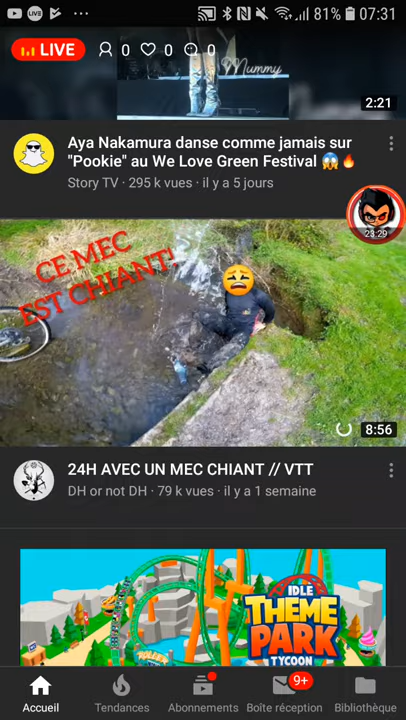 LIVE
81% 07:31
LIVE 0 0 0
Mummy
2:21
Aya Nakamura danse comme jamais sur
"Pookie" au We Love Green Festival 😱🔥
Story TV · 295 k vues · il y a 5 jours
23:29
CE MEC
EST CHIANT!
8:56
24H AVEC UN MEC CHIANT // VTT
DH or not DH · 79 k vues · il y a 1 semaine
IDLE
THEME
PARK
TYCOON
9+
Accueil Tendances Abonnements Boîte réception Bibliothèque